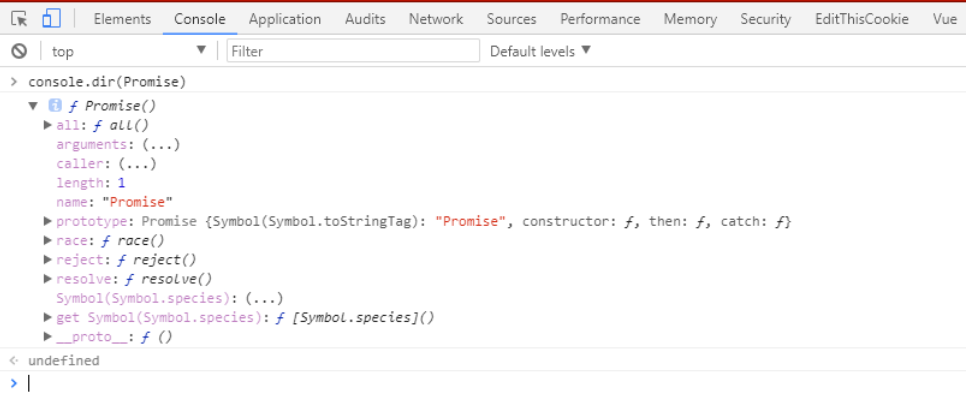 Elements Console Application Audits Network Sources Performance Memory Security EditThisCookie Vue
top ▼ Filter Default levels ▼
> console.dir(Promise)
▼ i ƒ Promise()
▶ all: ƒ all()
arguments: (...)
caller: (...)
length: 1
name: "Promise"
▶ prototype: Promise {Symbol(Symbol.toStringTag): "Promise", constructor: ƒ, then: ƒ, catch: ƒ}
▶ race: ƒ race()
▶ reject: ƒ reject()
▶ resolve: ƒ resolve()
Symbol(Symbol.species): (...)
▶ get Symbol(Symbol.species): ƒ [Symbol.species]()
▶ __proto__: ƒ ()
undefined
>